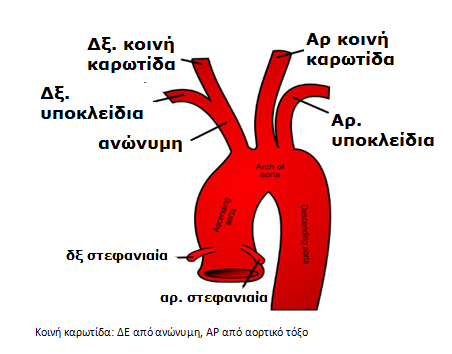 Δξ. κοινή
καρωτίδα
Αρ κοινή
καρωτίδα
Δξ.
υποκλείδια
ανώνυμη
Αρ.
υποκλείδια
Arch of
aorta
Ascending
aorta
Descending aorta
δξ στεφανιαία
αρ. στεφανιαία
Κοινή καρωτίδα: ΔΕ από ανώνυμη, ΑΡ από αορτικό τόξο